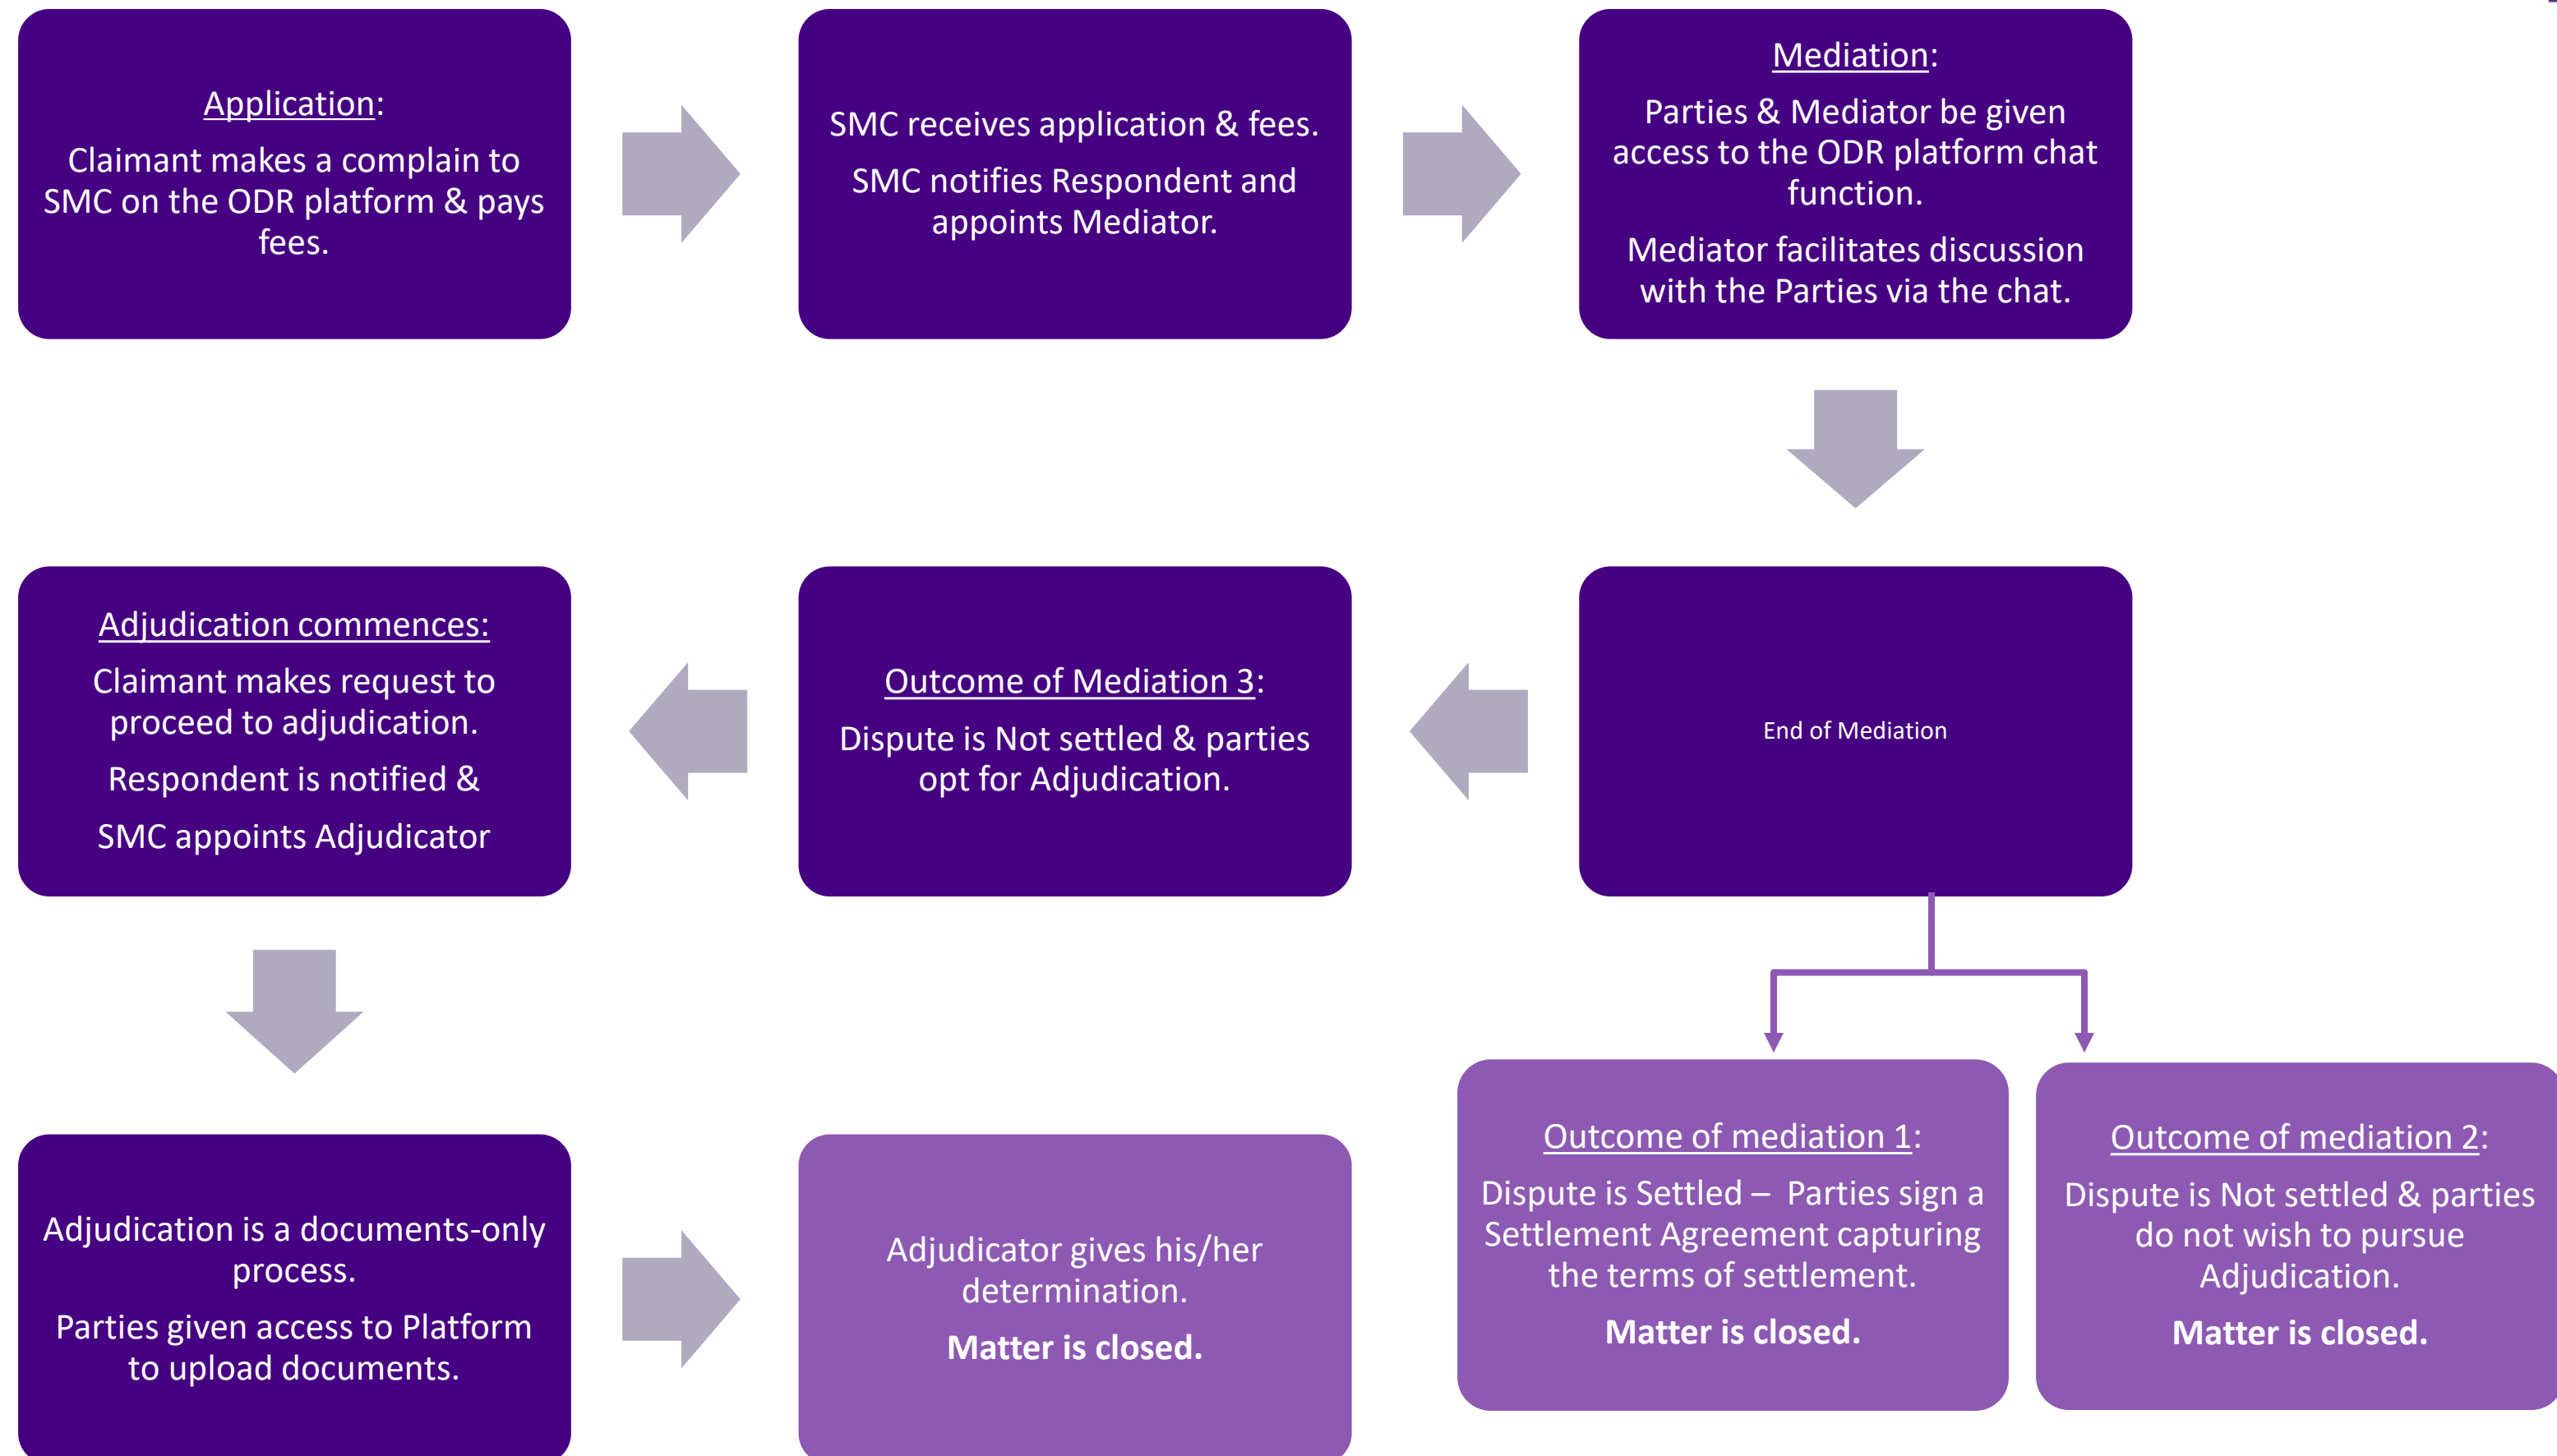 Application:
Claimant makes a complain to
SMC on the ODR platform & pays
fees.
SMC receives application & fees.
SMC notifies Respondent and
appoints Mediator.
Mediation:
Parties & Mediator be given
access to the ODR platform chat
function.
Mediator facilitates discussion
with the Parties via the chat.
End of Mediation
Outcome of Mediation 3:
Dispute is Not settled & parties
opt for Adjudication.
Adjudication commences:
Claimant makes request to
proceed to adjudication.
Respondent is notified &
SMC appoints Adjudicator
Adjudication is a documents-only
process.
Parties given access to Platform
to upload documents.
Adjudicator gives his/her
determination.
Matter is closed.
Outcome of mediation 1:
Dispute is Settled – Parties sign a
Settlement Agreement capturing
the terms of settlement.
Matter is closed.
Outcome of mediation 2:
Dispute is Not settled & parties
do not wish to pursue
Adjudication.
Matter is closed.